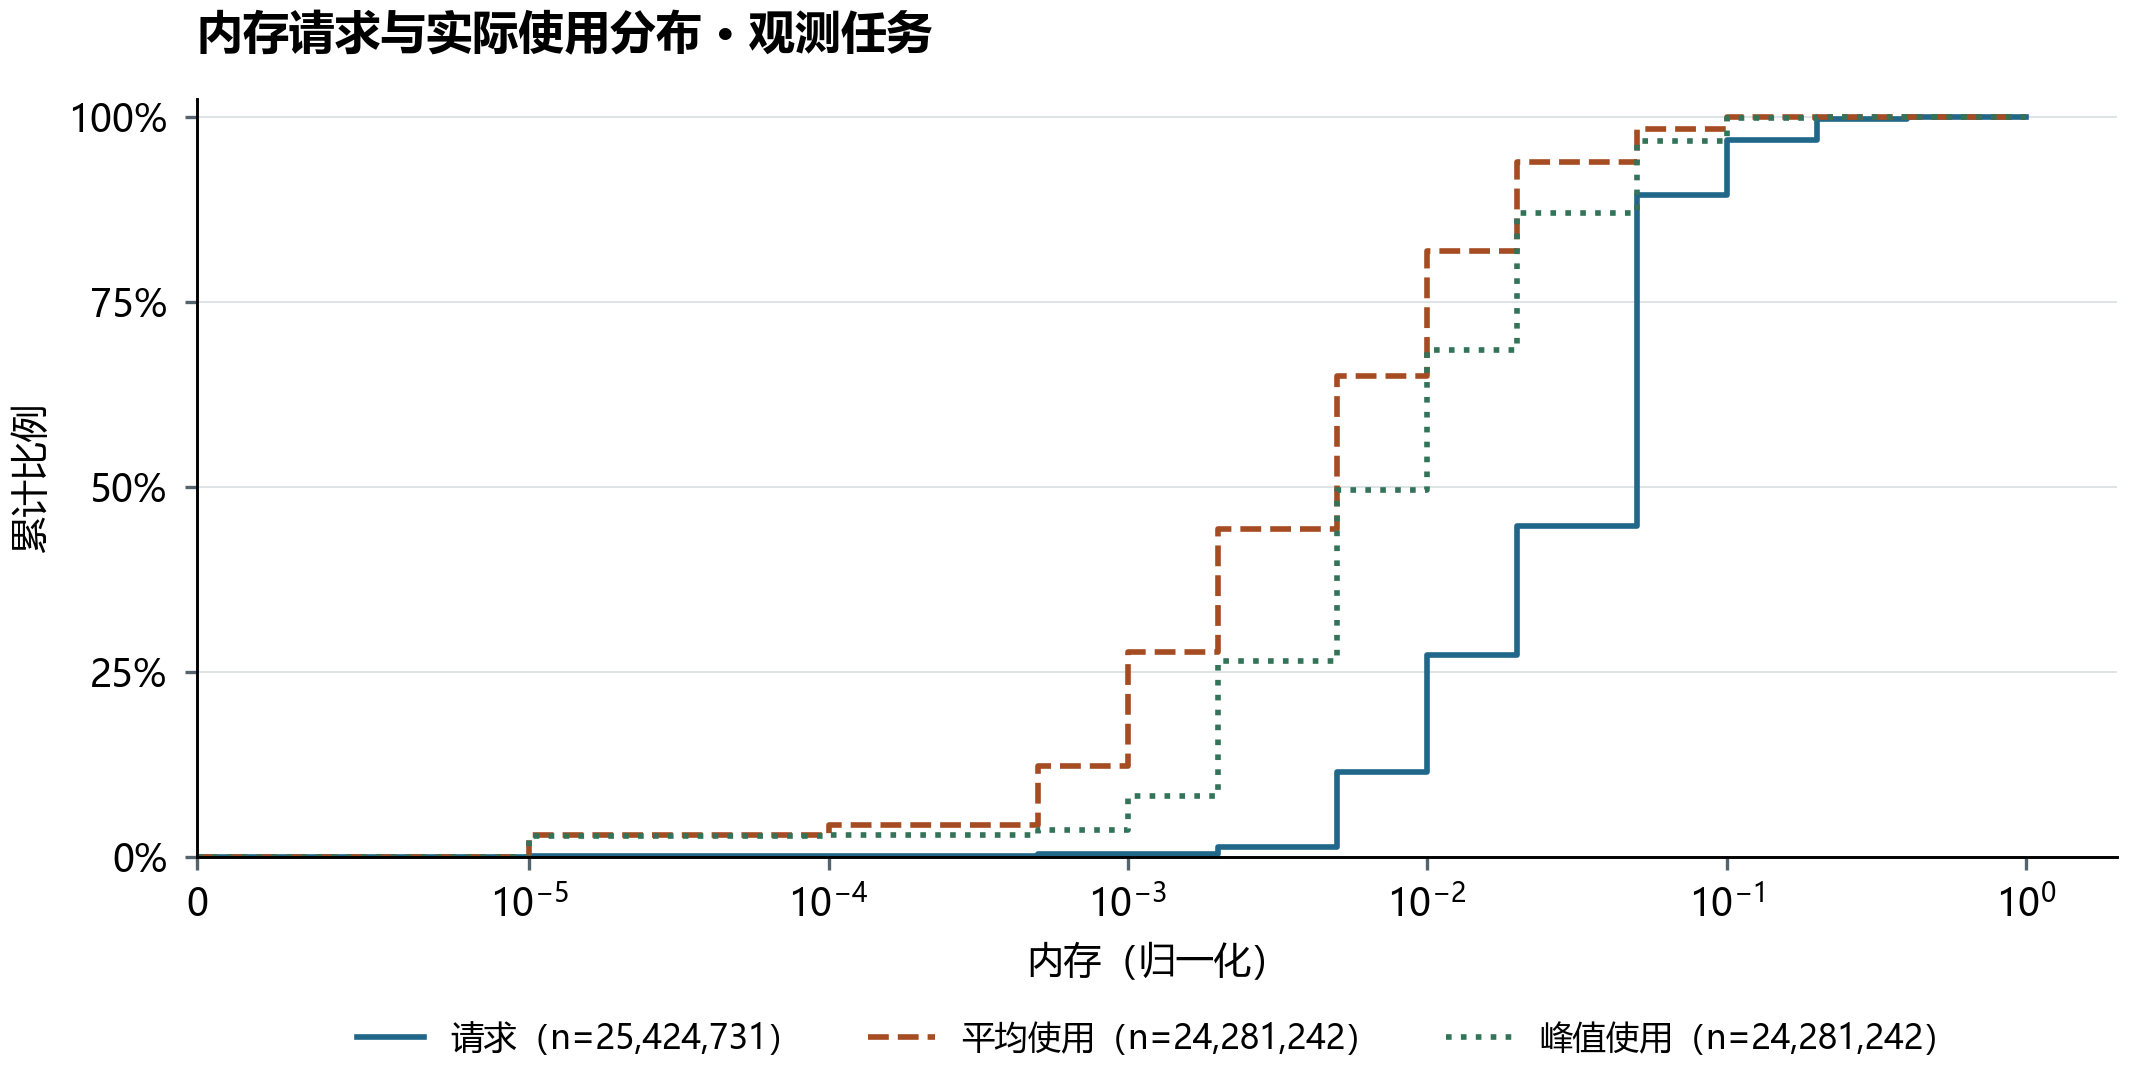 内存请求与实际使用分布 • 观测任务
累计比例
100%
75%
50%
25%
0%
0 10⁻⁵ 10⁻⁴ 10⁻³ 10⁻² 10⁻¹ 10⁰
内存（归一化）
请求（n=25,424,731） 平均使用（n=24,281,242） 峰值使用（n=24,281,242）